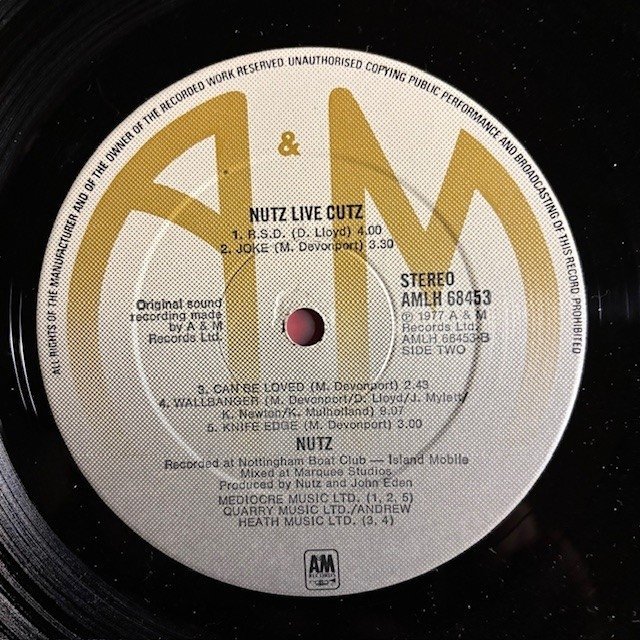 ALL RIGHTS OF THE MANUFACTURER AND OF THE OWNER OF THE RECORDED WORK RESERVED UNAUTHORISED COPYING PUBLIC PERFORMANCE AND BROADCASTING OF THIS RECORD PROHIBITED
A & M
NUTZ LIVE CUTZ
1. R.S.D. (D. Lloyd) 4.00
2. JOKE (M. Devonport) 3.30
Original sound
recording made
by A & M
Records Ltd.
STEREO
AMLH 68453
℗ 1977 A & M
Records Ltd.
AMLH 68453-B
SIDE TWO
3. CAN BE LOVED (M. Devonport) 2.43
4. WALLBANGER (M. Devonport/D. Lloyd/J. Mylett/
K. Newton/K. Mulholland) 9.07
5. KNIFE EDGE (M. Devonport) 3.00
NUTZ
Recorded at Nottingham Boat Club — Island Mobile
Mixed at Marquee Studios
Produced by Nutz and John Eden
MEDIOCRE MUSIC LTD. (1, 2, 5)
QUARRY MUSIC LTD./ANDREW
HEATH MUSIC LTD. (3, 4)
AM
RECORDS